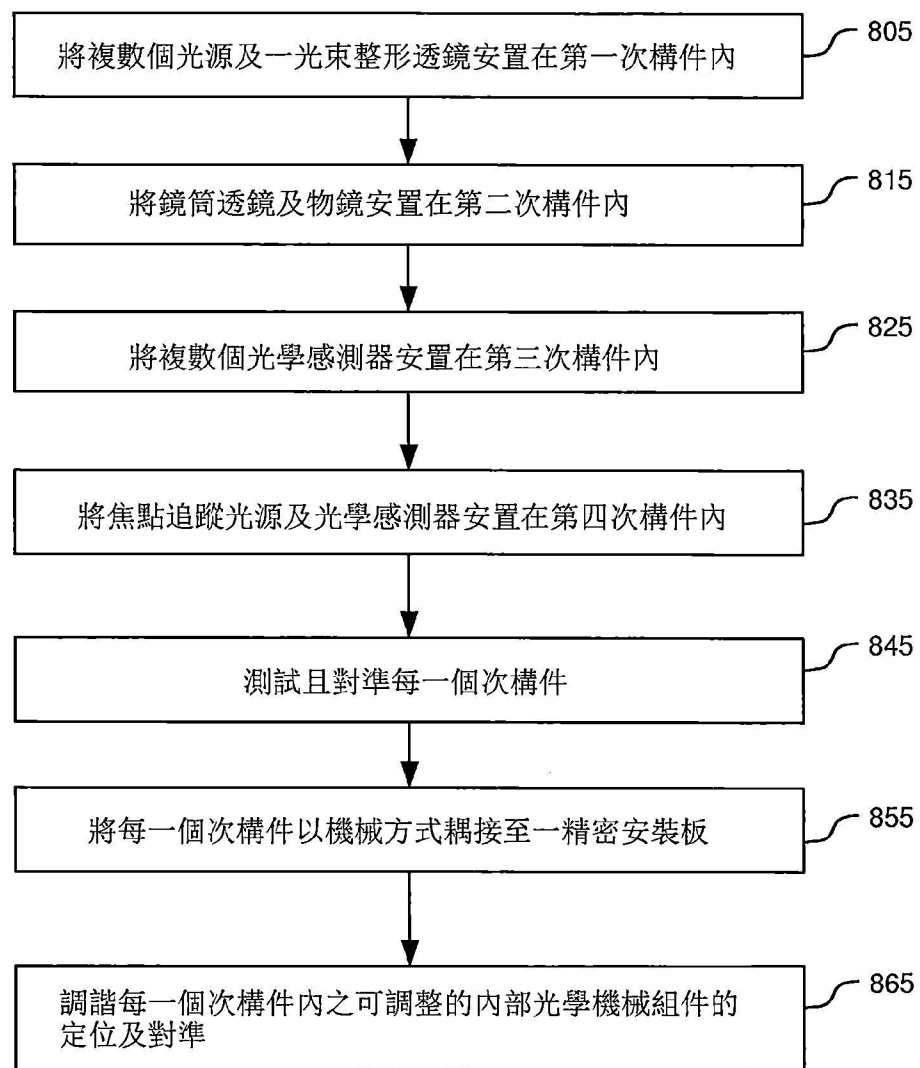 將複數個光源及一光束整形透鏡安置在第一次構件內
805
將鏡筒透鏡及物鏡安置在第二次構件內
815
將複數個光學感測器安置在第三次構件內
825
將焦點追蹤光源及光學感測器安置在第四次構件內
835
測試且對準每一個次構件
845
將每一個次構件以機械方式耦接至一精密安裝板
855
調諧每一個次構件內之可調整的內部光學機械組件的
定位及對準
865